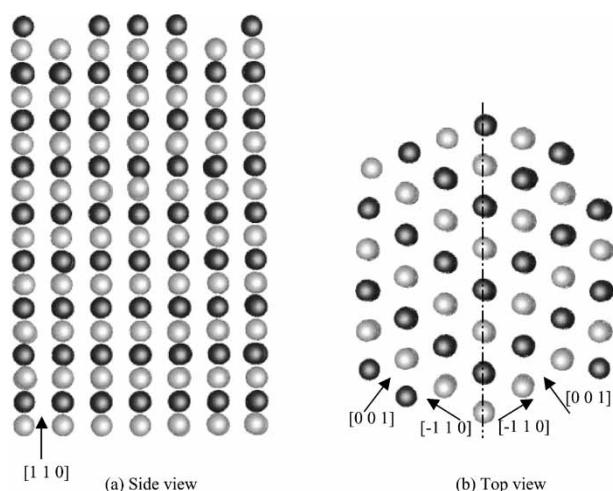 [1 1 0]
(a) Side view
[0 0 1]
[-1 1 0]
[-1 1 0]
[0 0 1]
(b) Top view